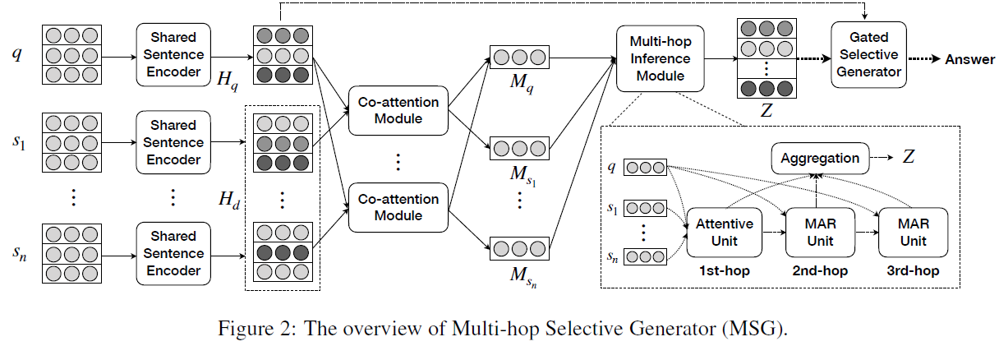 q
Shared
Sentence
Encoder
H_q
s_1
Shared
Sentence
Encoder
H_d
s_n
Shared
Sentence
Encoder
Co-attention
Module
Co-attention
Module
M_q
M_{s_1}
M_{s_n}
Multi-hop
Inference
Module
Z
Gated
Selective
Generator
Answer
Aggregation
Z
q
s_1
s_n
Attentive
Unit
1st-hop
MAR
Unit
2nd-hop
MAR
Unit
3rd-hop
Figure 2: The overview of Multi-hop Selective Generator (MSG).